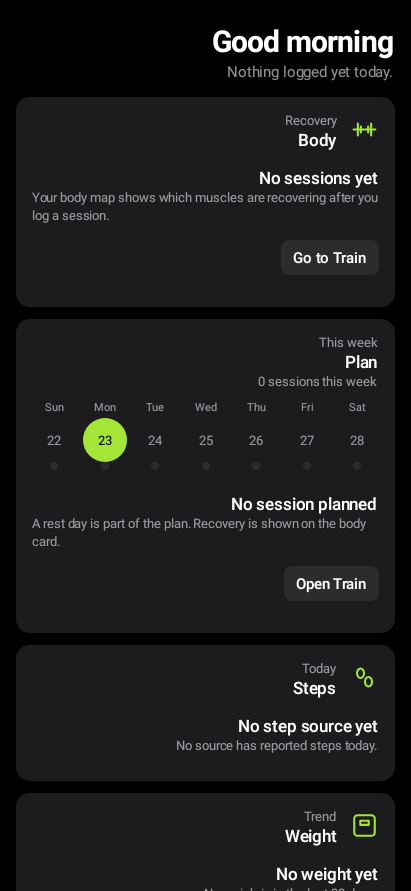 Good morning
Nothing logged yet today.
Recovery
Body
No sessions yet
Your body map shows which muscles are recovering after you
log a session.
Go to Train
This week
Plan
0 sessions this week
Sun Mon Tue Wed Thu Fri Sat
22 23 24 25 26 27 28
No session planned
A rest day is part of the plan. Recovery is shown on the body
card.
Open Train
Today
Steps
No step source yet
No source has reported steps today.
Trend
Weight
No weight yet